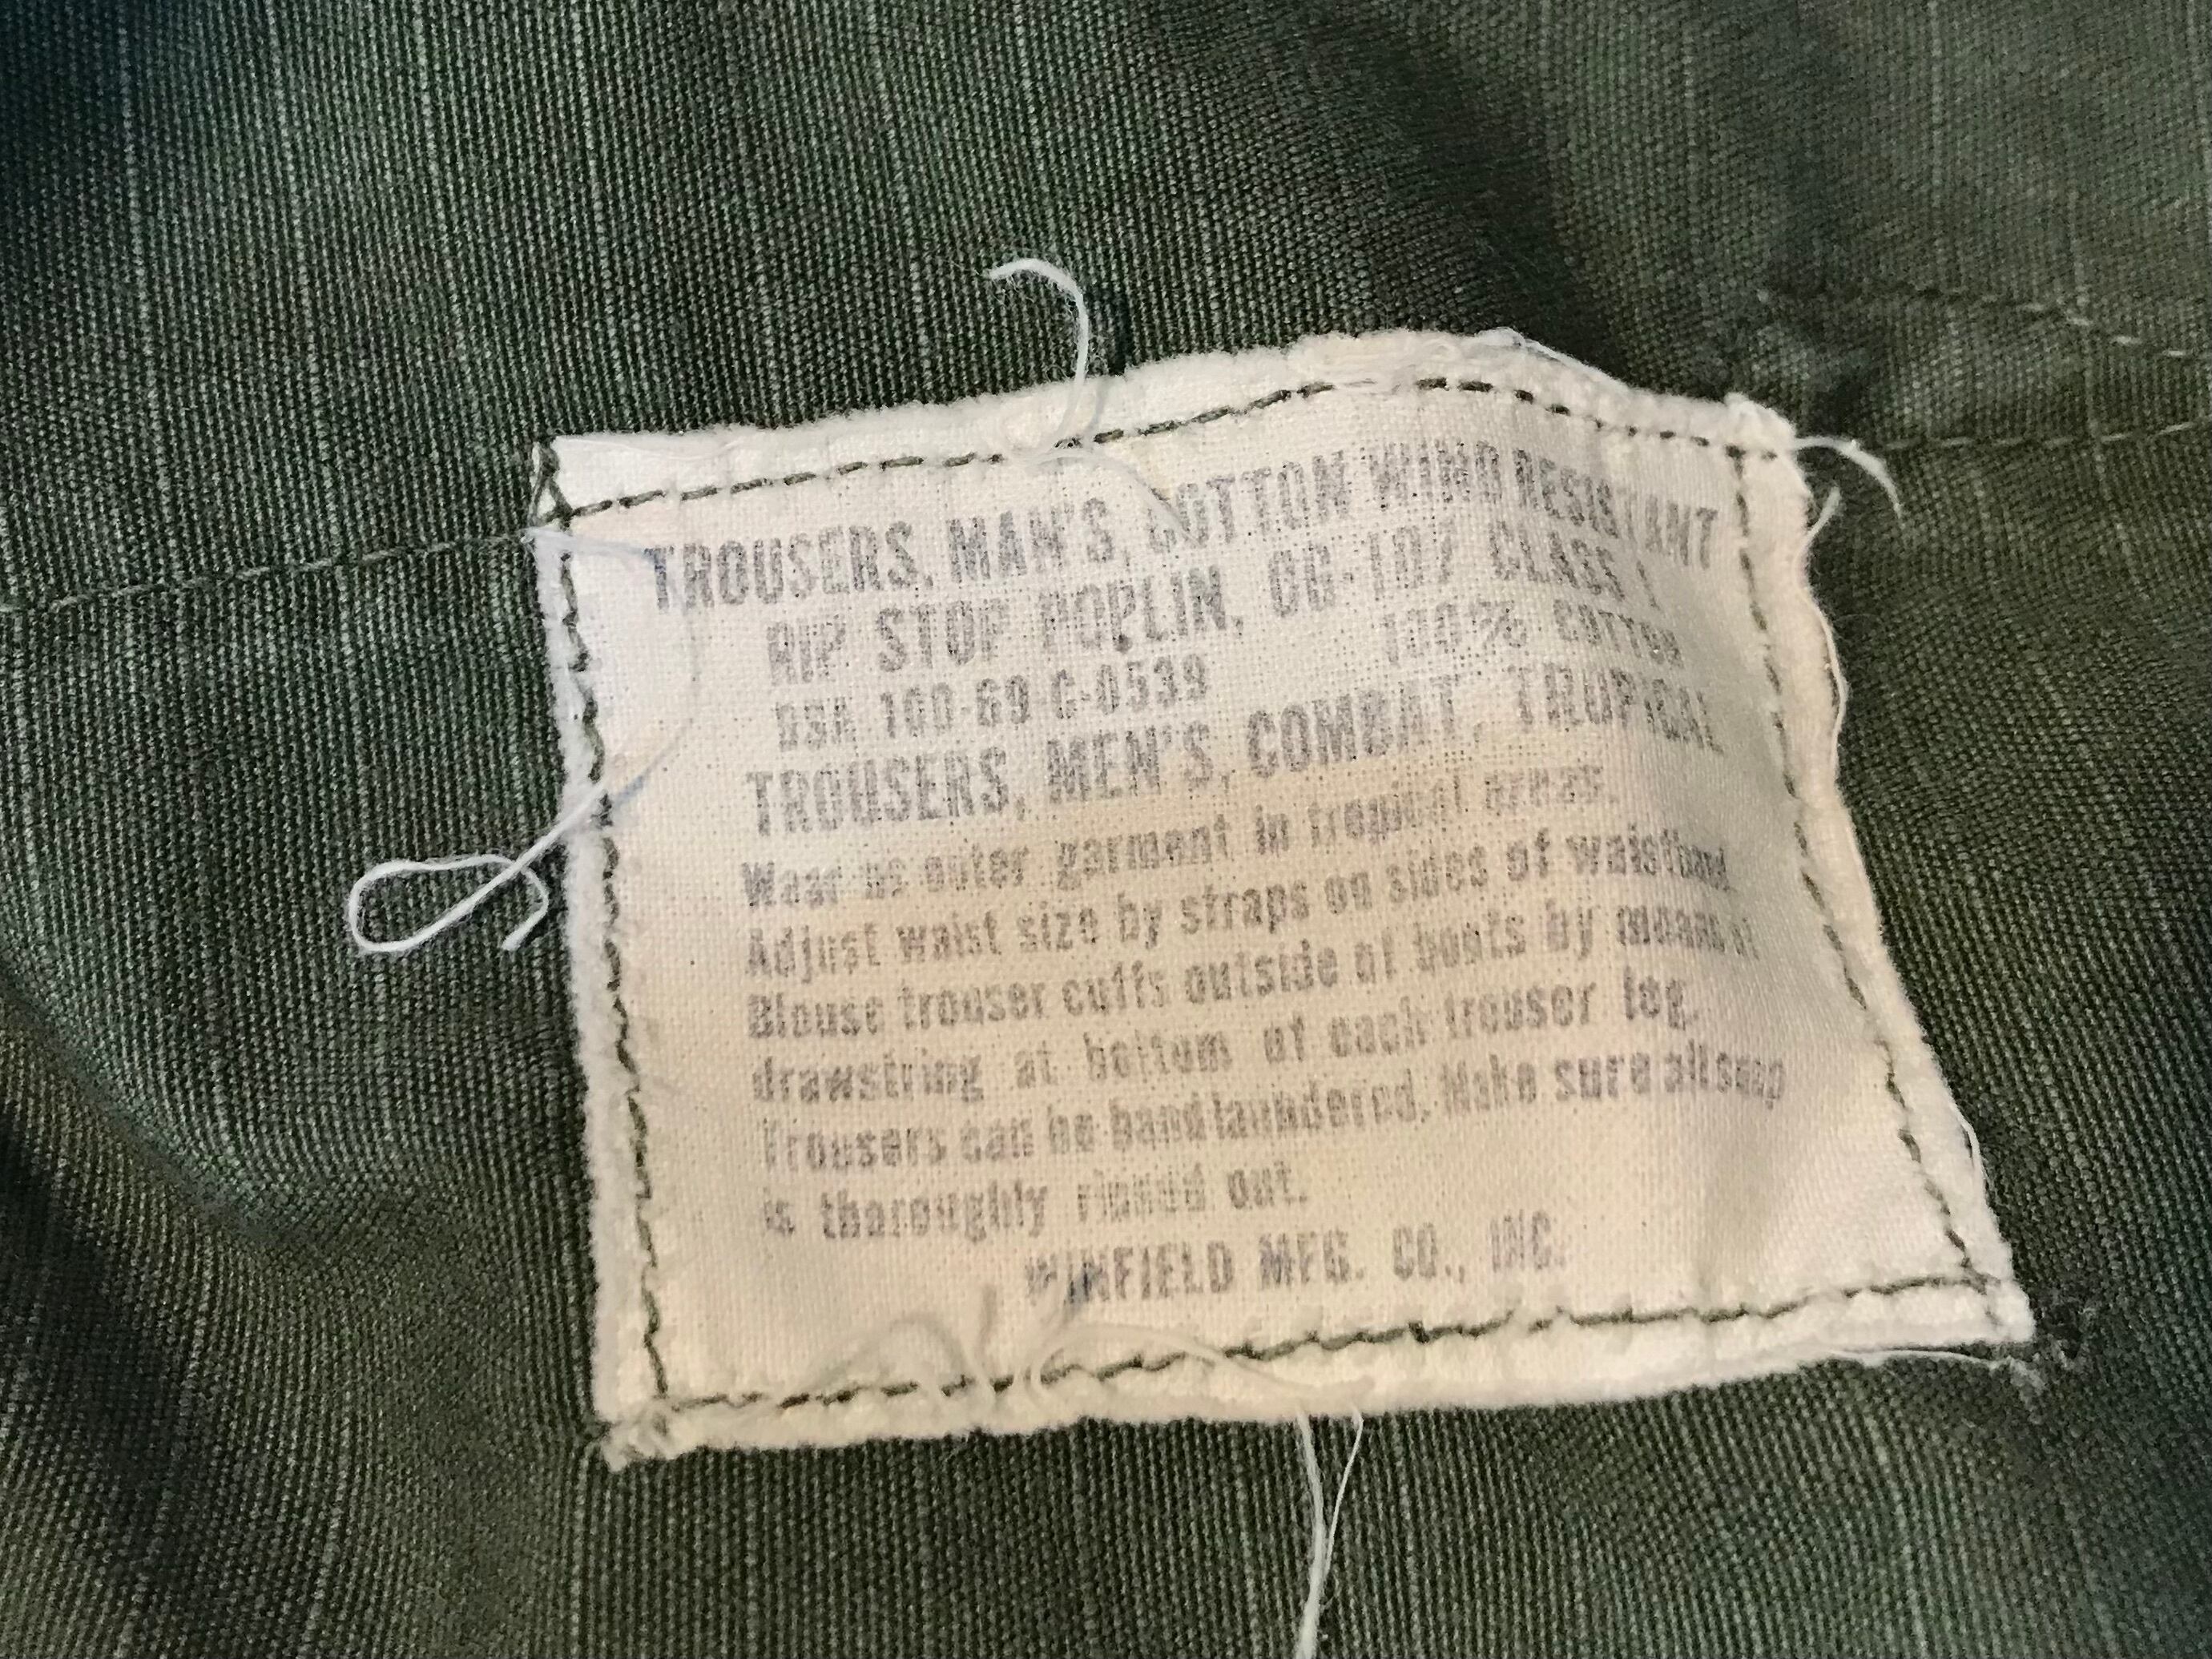 TROUSERS, MAN'S, COTTON WIND RESISTANT
RIP STOP POPLIN, OG-107 CLASS 1
DSA 100-69-C-0539 100% COTTON
TROUSERS, MEN'S, COMBAT, TROPICAL
Wear as outer garment in tropical areas.
Adjust waist size by straps on sides of waistband
Blouse trouser cuffs outside of boots by means of
drawstring at bottom of each trouser leg.
Trousers can be hand laundered. Make sure all soap
is thoroughly rinsed out.
WINFIELD MFG. CO., INC.